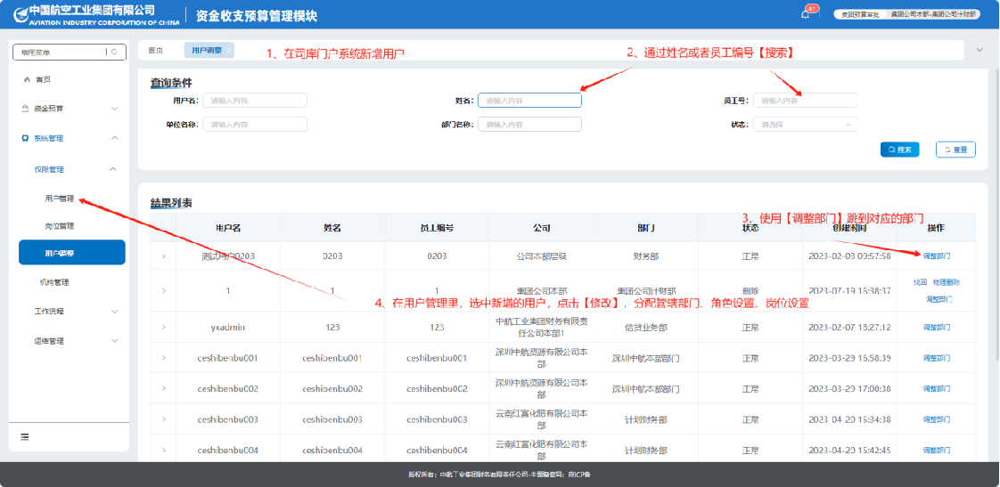 中国航空工业集团有限公司
AVIATION INDUSTRY CORPORATION OF CHINA
资金收支预算管理模块
41
集团预算审批 集团公司本部-集团公司计财部
常用菜单
首页
资金预算
系统管理
权限管理
用户管理
岗位管理
用户调整
机构管理
工作流程
运维管理
首页 用户调整
1、在司库门户系统新增用户
2、通过姓名或者员工编号【搜索】
查询条件
用户名： 请输入内容 姓名： 请输入内容 员工号： 请输入内容
单位名称： 请输入内容 部门名称： 请输入内容 状态： 请选择
搜索 重置
结果列表
3、使用【调整部门】跳到对应的部门
用户名 姓名 员工编号 公司 部门 状态 创建时间 操作
测试用户0203 0203 0203 公司本部层级 财务部 正常 2023-02-03 09:57:58 调整部门
1 1 1 集团公司本部 集团公司计财部 删除 2023-07-19 15:38:37 找回 物理删除
调整部门
4、在用户管理里，选中新增的用户，点击【修改】，分配管辖部门、角色设置、岗位设置
yxadmin 123 123 中航工业集团财务有限责任公司本部1 信贷业务部 正常 2023-02-07 18:27:12 调整部门
ceshibenbu001 ceshibenbu001 ceshibenbu001 深圳中航资源有限公司本部 深圳中航本部部门 正常 2023-03-29 16:58:39 调整部门
ceshibenbu002 ceshibenbu002 ceshibenbu002 深圳中航资源有限公司本部 深圳中航本部部门 正常 2023-03-29 17:00:38 调整部门
ceshibenbu003 ceshibenbu003 ceshibenbu003 云南红富化肥有限公司本部 计划财务部 正常 2023-04-20 15:34:38 调整部门
ceshibenbu004 ceshibenbu004 ceshibenbu004 云南红富化肥有限公司本部 计划财务部 正常 2023-04-20 15:42:45 调整部门
版权所有：中航工业集团财务有限责任公司-主题备案号：京ICP备